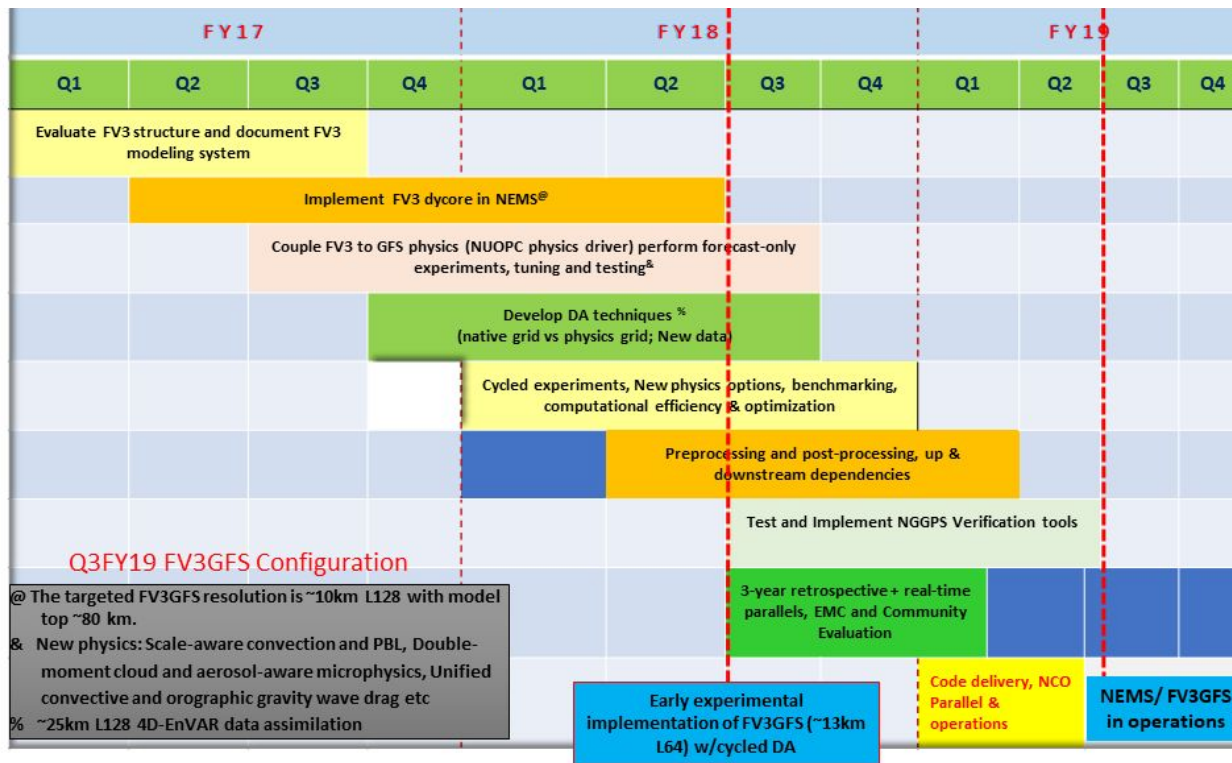 FY17 FY18 FY19
Q1 Q2 Q3 Q4 Q1 Q2 Q3 Q4 Q1 Q2 Q3 Q4
Evaluate FV3 structure and document FV3
modeling system
Implement FV3 dycore in NEMS@
Couple FV3 to GFS physics (NUOPC physics driver) perform forecast-only
experiments, tuning and testing&
Develop DA techniques %
(native grid vs physics grid; New data)
Cycled experiments, New physics options, benchmarking,
computational efficiency & optimization
Preprocessing and post-processing, up &
downstream dependencies
Test and Implement NGGPS Verification tools
3-year retrospective + real-time
parallels, EMC and Community
Evaluation
Q3FY19 FV3GFS Configuration
@ The targeted FV3GFS resolution is ~10km L128 with model
top ~80 km.
& New physics: Scale-aware convection and PBL, Double-
moment cloud and aerosol-aware microphysics, Unified
convective and orographic gravity wave drag etc
% ~25km L128 4D-EnVAR data assimilation
Early experimental
implementation of FV3GFS (~13km
L64) w/cycled DA
Code delivery, NCO
Parallel &
operations
NEMS/ FV3GFS
in operations